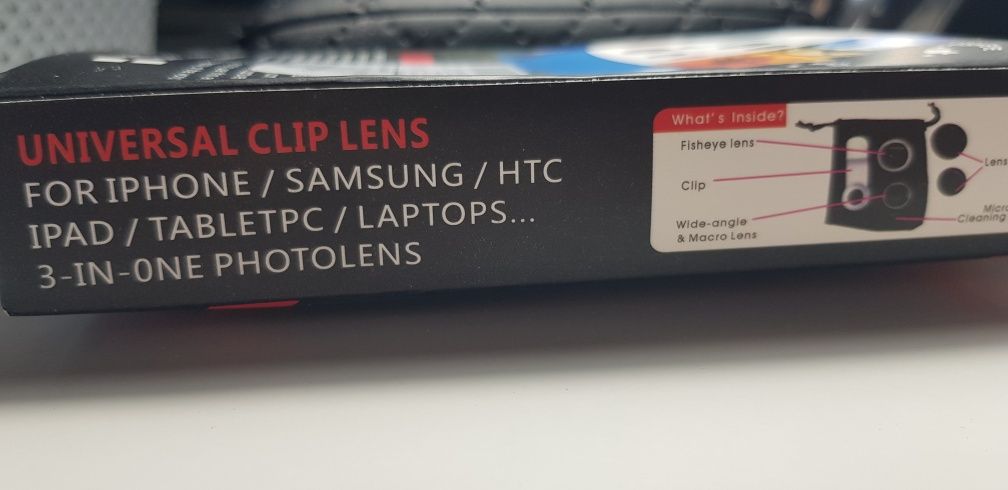 UNIVERSAL CLIP LENS
FOR IPHONE / SAMSUNG / HTC
IPAD / TABLETPC / LAPTOPS...
3-IN-0NE PHOTOLENS
What's Inside?
Fisheye lens
Clip
Wide-angle
& Macro Lens
Lens
Micro
Cleaning